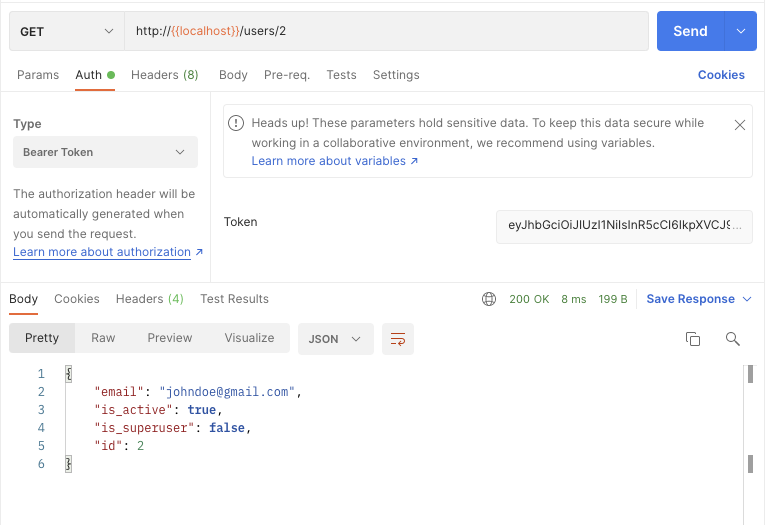 GET http://{{localhost}}/users/2 Send
Params Auth Headers (8) Body Pre-req. Tests Settings Cookies
Type
Bearer Token
The authorization header will be
automatically generated when
you send the request.
Learn more about authorization ↗
Heads up! These parameters hold sensitive data. To keep this data secure while
working in a collaborative environment, we recommend using variables.
Learn more about variables ↗
Token eyJhbGciOiJIUzI1NiIsInR5cCI6IkpXVCJ9...
Body Cookies Headers (4) Test Results 200 OK 8 ms 199 B Save Response
Pretty Raw Preview Visualize JSON
1 {
2 "email": "johndoe@gmail.com",
3 "is_active": true,
4 "is_superuser": false,
5 "id": 2
6 }